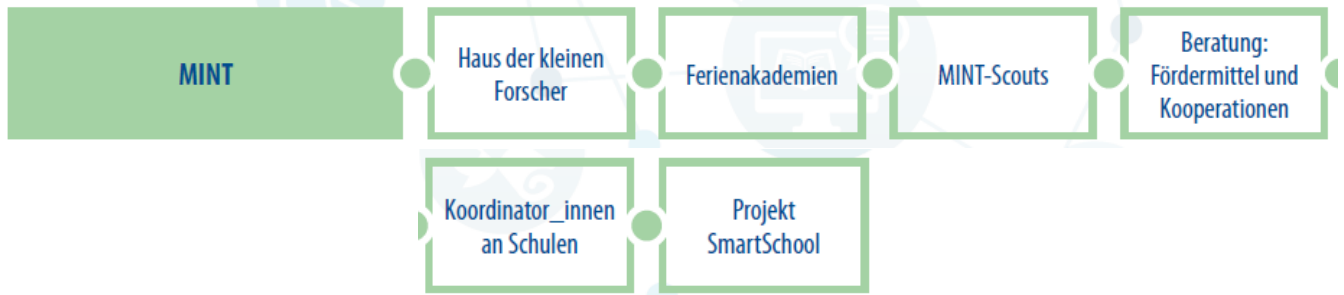 MINT
Haus der kleinen
Forscher
Ferienakademien
MINT-Scouts
Beratung:
Fördermittel und
Kooperationen
Koordinator_innen
an Schulen
Projekt
SmartSchool